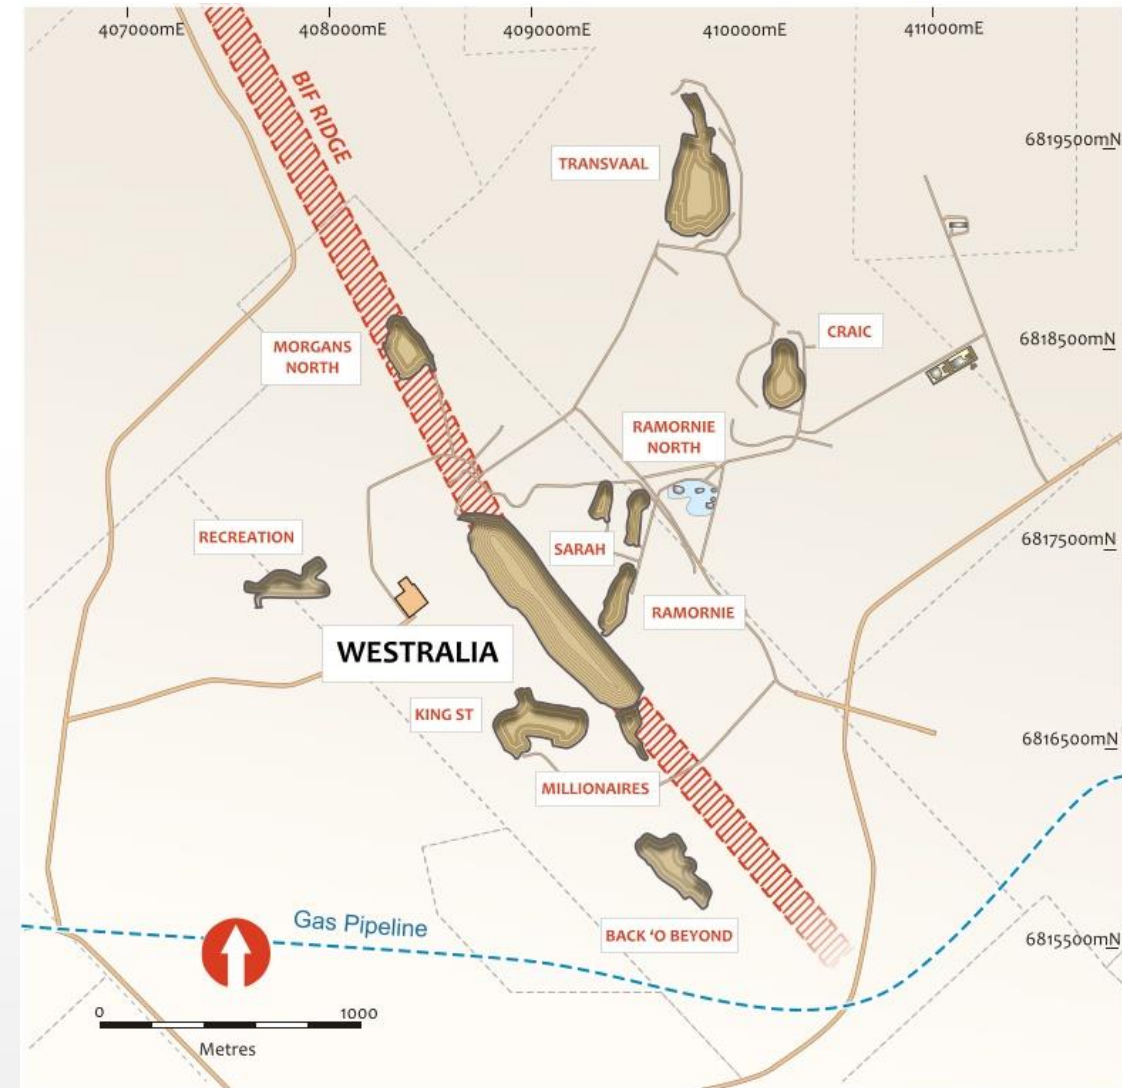 407000mE
408000mE
409000mE
410000mE
411000mE
BIF RIDGE
6819500mN
TRANSVAAL
CRAIC
6818500mN
MORGANS
NORTH
RAMORNIE
NORTH
RECREATION
6817500mN
SARAH
RAMORNIE
WESTRALIA
KING ST
6816500mN
MILLIONAIRES
Gas Pipeline
BACK ‘O BEYOND
6815500mN
0
1000
Metres